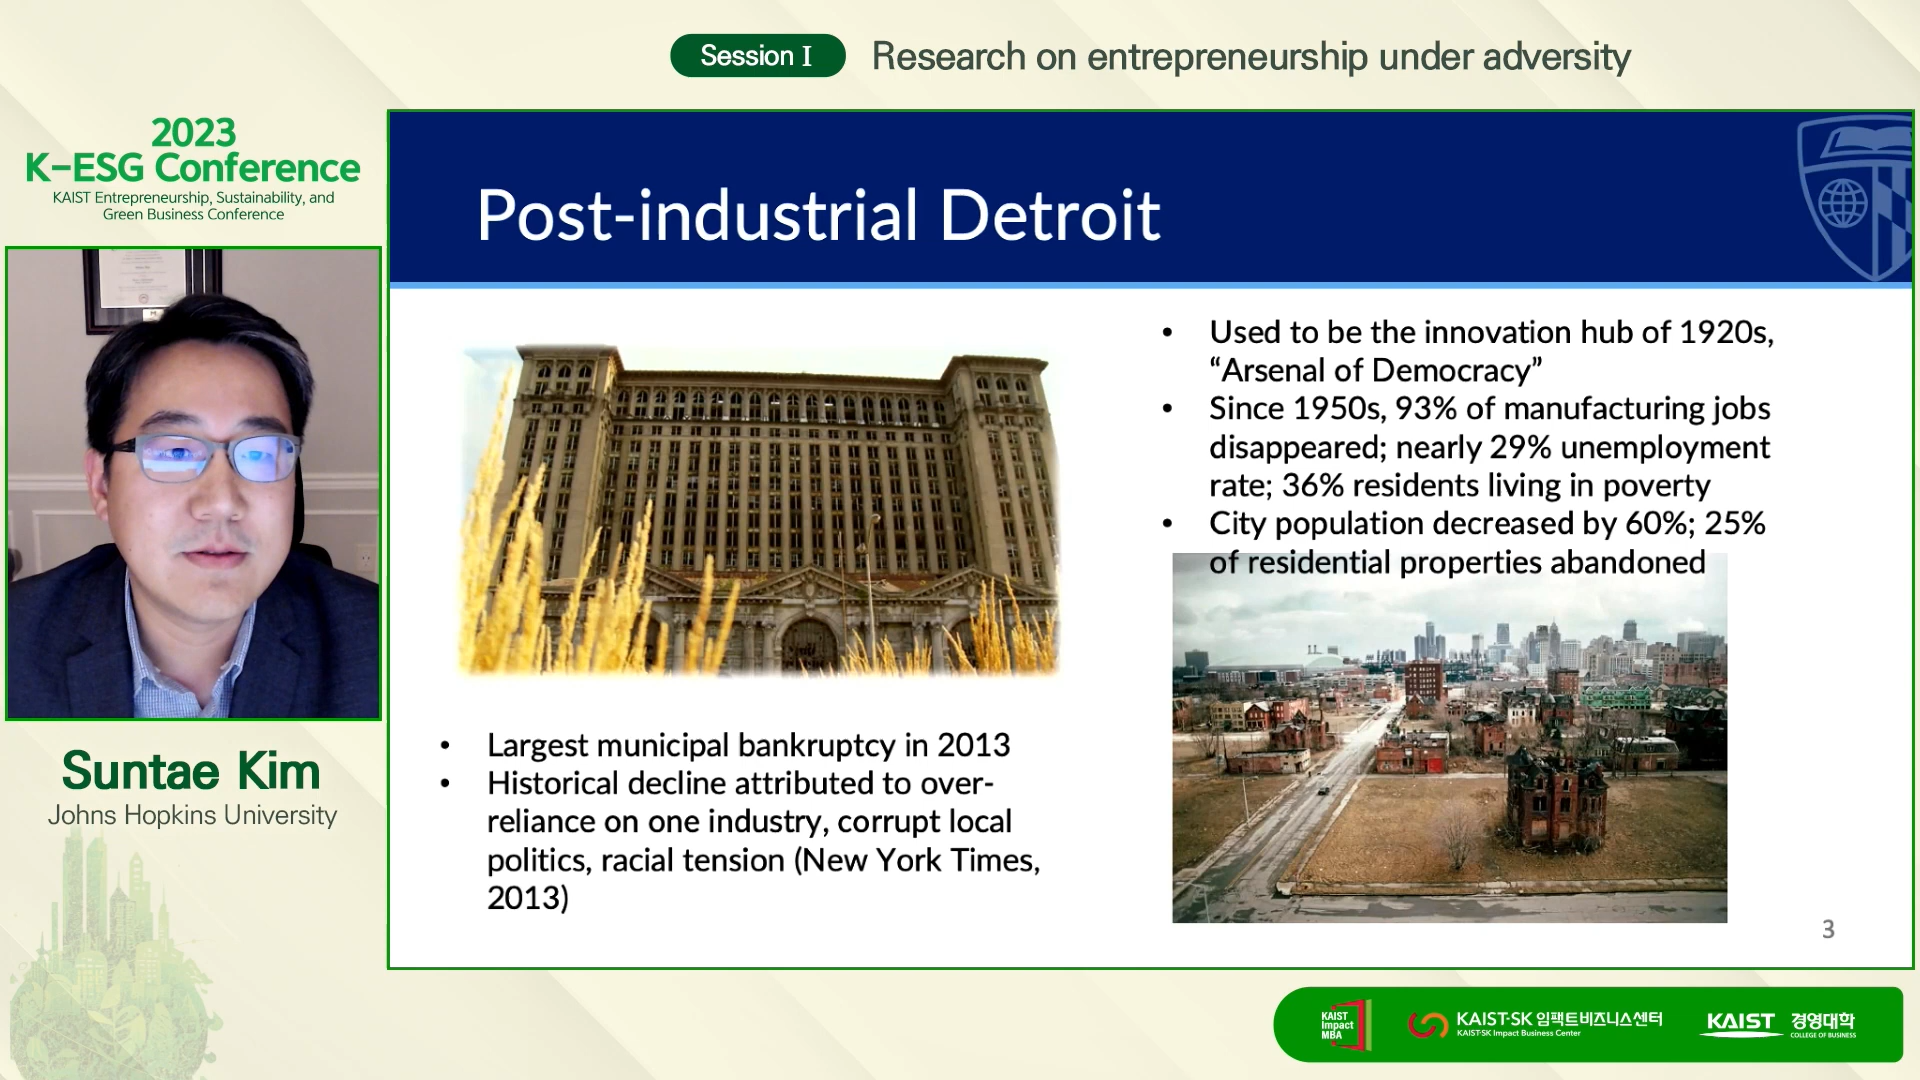 Session I
Research on entrepreneurship under adversity
2023
K-ESG Conference
KAIST Entrepreneurship, Sustainability, and
Green Business Conference
Suntae Kim
Johns Hopkins University
Post-industrial Detroit
• Largest municipal bankruptcy in 2013
• Historical decline attributed to over-
reliance on one industry, corrupt local
politics, racial tension (New York Times,
2013)
• Used to be the innovation hub of 1920s,
“Arsenal of Democracy”
• Since 1950s, 93% of manufacturing jobs
disappeared; nearly 29% unemployment
rate; 36% residents living in poverty
• City population decreased by 60%; 25%
of residential properties abandoned
3
KAIST
Impact
MBA
KAIST-SK 임팩트비즈니스센터
KAIST-SK Impact Business Center
KAIST
경영대학
COLLEGE OF BUSINESS